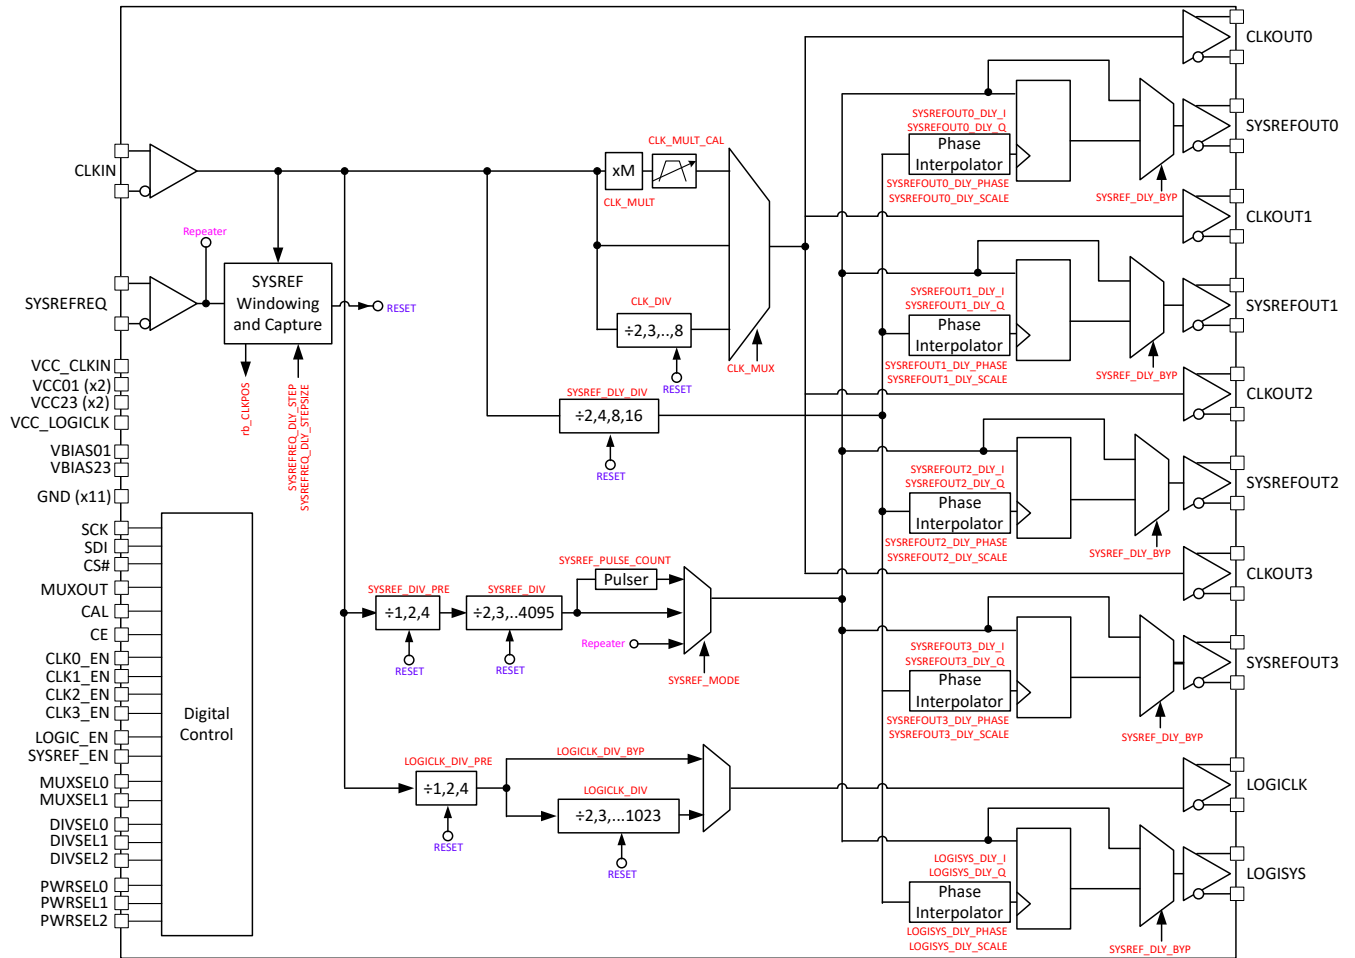 CLKIN
SYSREFREQ
Repeater
SYSREF
Windowing
and Capture
RESET
rb_CLKPOS
SYSREFREQ_DLY_STEP
SYSREFREQ_DLY_STEPSIZE
VCC_CLKIN
VCC01 (x2)
VCC23 (x2)
VCC_LOGICLK
VBIAS01
VBIAS23
GND (x11)
SCK
SDI
CS#
MUXOUT
CAL
CE
CLK0_EN
CLK1_EN
CLK2_EN
CLK3_EN
LOGIC_EN
SYSREF_EN
MUXSEL0
MUXSEL1
DIVSEL0
DIVSEL1
DIVSEL2
PWRSEL0
PWRSEL1
PWRSEL2
Digital
Control
CLK_MULT_CAL
xM
CLK_MULT
CLK_DIV
÷2,3,..,8
RESET
CLK_MUX
SYSREF_DLY_DIV
÷2,4,8,16
RESET
SYSREF_PULSE_COUNT
Pulser
SYSREF_DIV_PRE
÷1,2,4
RESET
SYSREF_DIV
÷2,3,..4095
RESET
Repeater
SYSREF_MODE
LOGICLK_DIV_PRE
÷1,2,4
RESET
LOGICLK_DIV_BYP
LOGICLK_DIV
÷2,3,...1023
RESET
CLKOUT0
SYSREFOUT0_DLY_I
SYSREFOUT0_DLY_Q
Phase
Interpolator
SYSREFOUT0_DLY_PHASE
SYSREFOUT0_DLY_SCALE
SYSREF_DLY_BYP
SYSREFOUT0
CLKOUT1
SYSREFOUT1_DLY_I
SYSREFOUT1_DLY_Q
Phase
Interpolator
SYSREFOUT1_DLY_PHASE
SYSREFOUT1_DLY_SCALE
SYSREF_DLY_BYP
SYSREFOUT1
CLKOUT2
SYSREFOUT2_DLY_I
SYSREFOUT2_DLY_Q
Phase
Interpolator
SYSREFOUT2_DLY_PHASE
SYSREFOUT2_DLY_SCALE
SYSREF_DLY_BYP
SYSREFOUT2
CLKOUT3
SYSREFOUT3_DLY_I
SYSREFOUT3_DLY_Q
Phase
Interpolator
SYSREFOUT3_DLY_PHASE
SYSREFOUT3_DLY_SCALE
SYSREF_DLY_BYP
SYSREFOUT3
LOGICLK
LOGISYS_DLY_I
LOGISYS_DLY_Q
Phase
Interpolator
LOGISYS_DLY_PHASE
LOGISYS_DLY_SCALE
SYSREF_DLY_BYP
LOGISYS